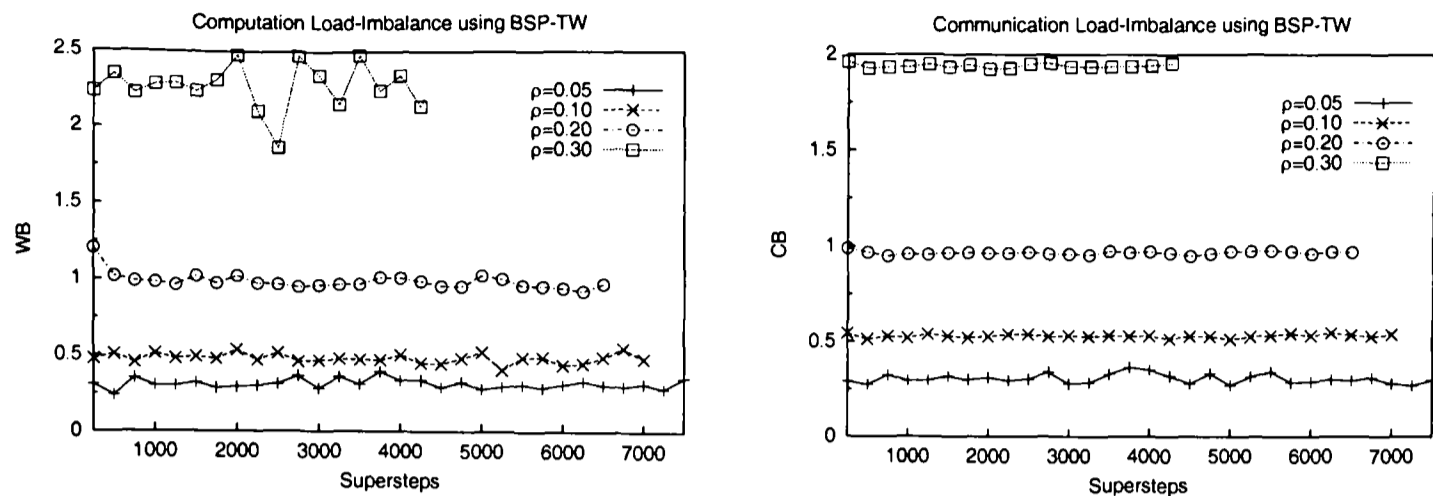 Computation Load-Imbalance using BSP-TW
2.5
2
1.5
1
0.5
0
WB
ρ=0.05
ρ=0.10
ρ=0.20
ρ=0.30
1000 2000 3000 4000 5000 6000 7000
Supersteps
Communication Load-Imbalance using BSP-TW
2
1.5
1
0.5
0
CB
ρ=0.05
ρ=0.10
ρ=0.20
ρ=0.30
1000 2000 3000 4000 5000 6000 7000
Supersteps